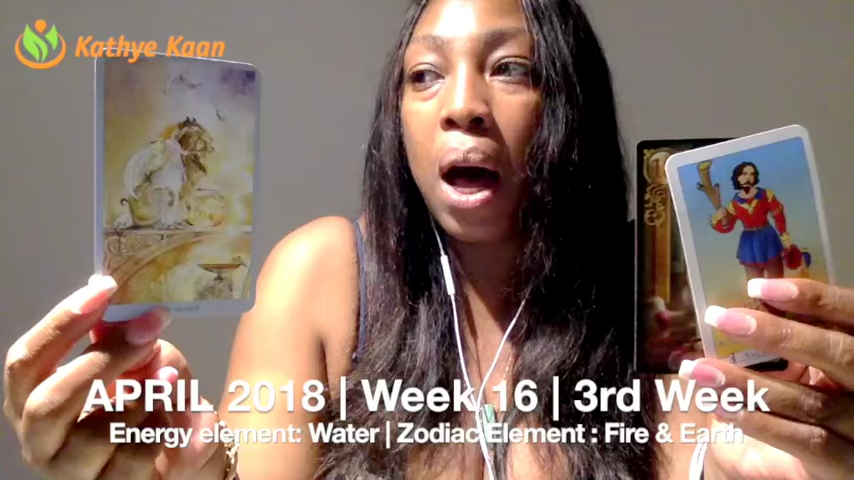 Kathye Kaan
APRIL 2018 | Week 16 | 3rd Week
Energy element: Water | Zodiac Element : Fire & Earth